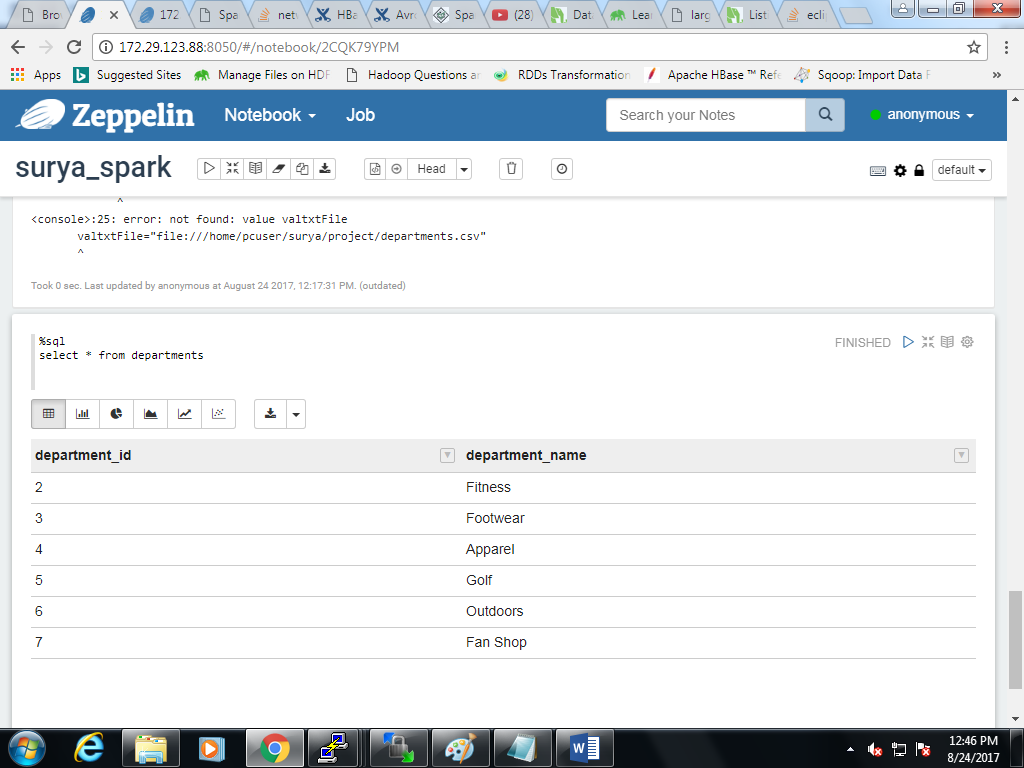 Bro
172
Spa
net
HBa
Avr
Spa
(28)
Dat
Lea
larg
List
ecli
172.29.123.88:8050/#/notebook/2CQK79YPM
Apps
Suggested Sites
Manage Files on HDF
Hadoop Questions an
RDDs Transformation
Apache HBase ™ Refe
Sqoop: Import Data F
»
Zeppelin
Notebook
Job
Search your Notes
anonymous
surya_spark
Head
default
^
<console>:25: error: not found: value valtxtFile
valtxtFile="file:///home/pcuser/surya/project/departments.csv"
^
Took 0 sec. Last updated by anonymous at August 24 2017, 12:17:31 PM. (outdated)
%sql
FINISHED
select * from departments
department_id department_name
2 Fitness
3 Footwear
4 Apparel
5 Golf
6 Outdoors
7 Fan Shop
12:46 PM
8/24/2017